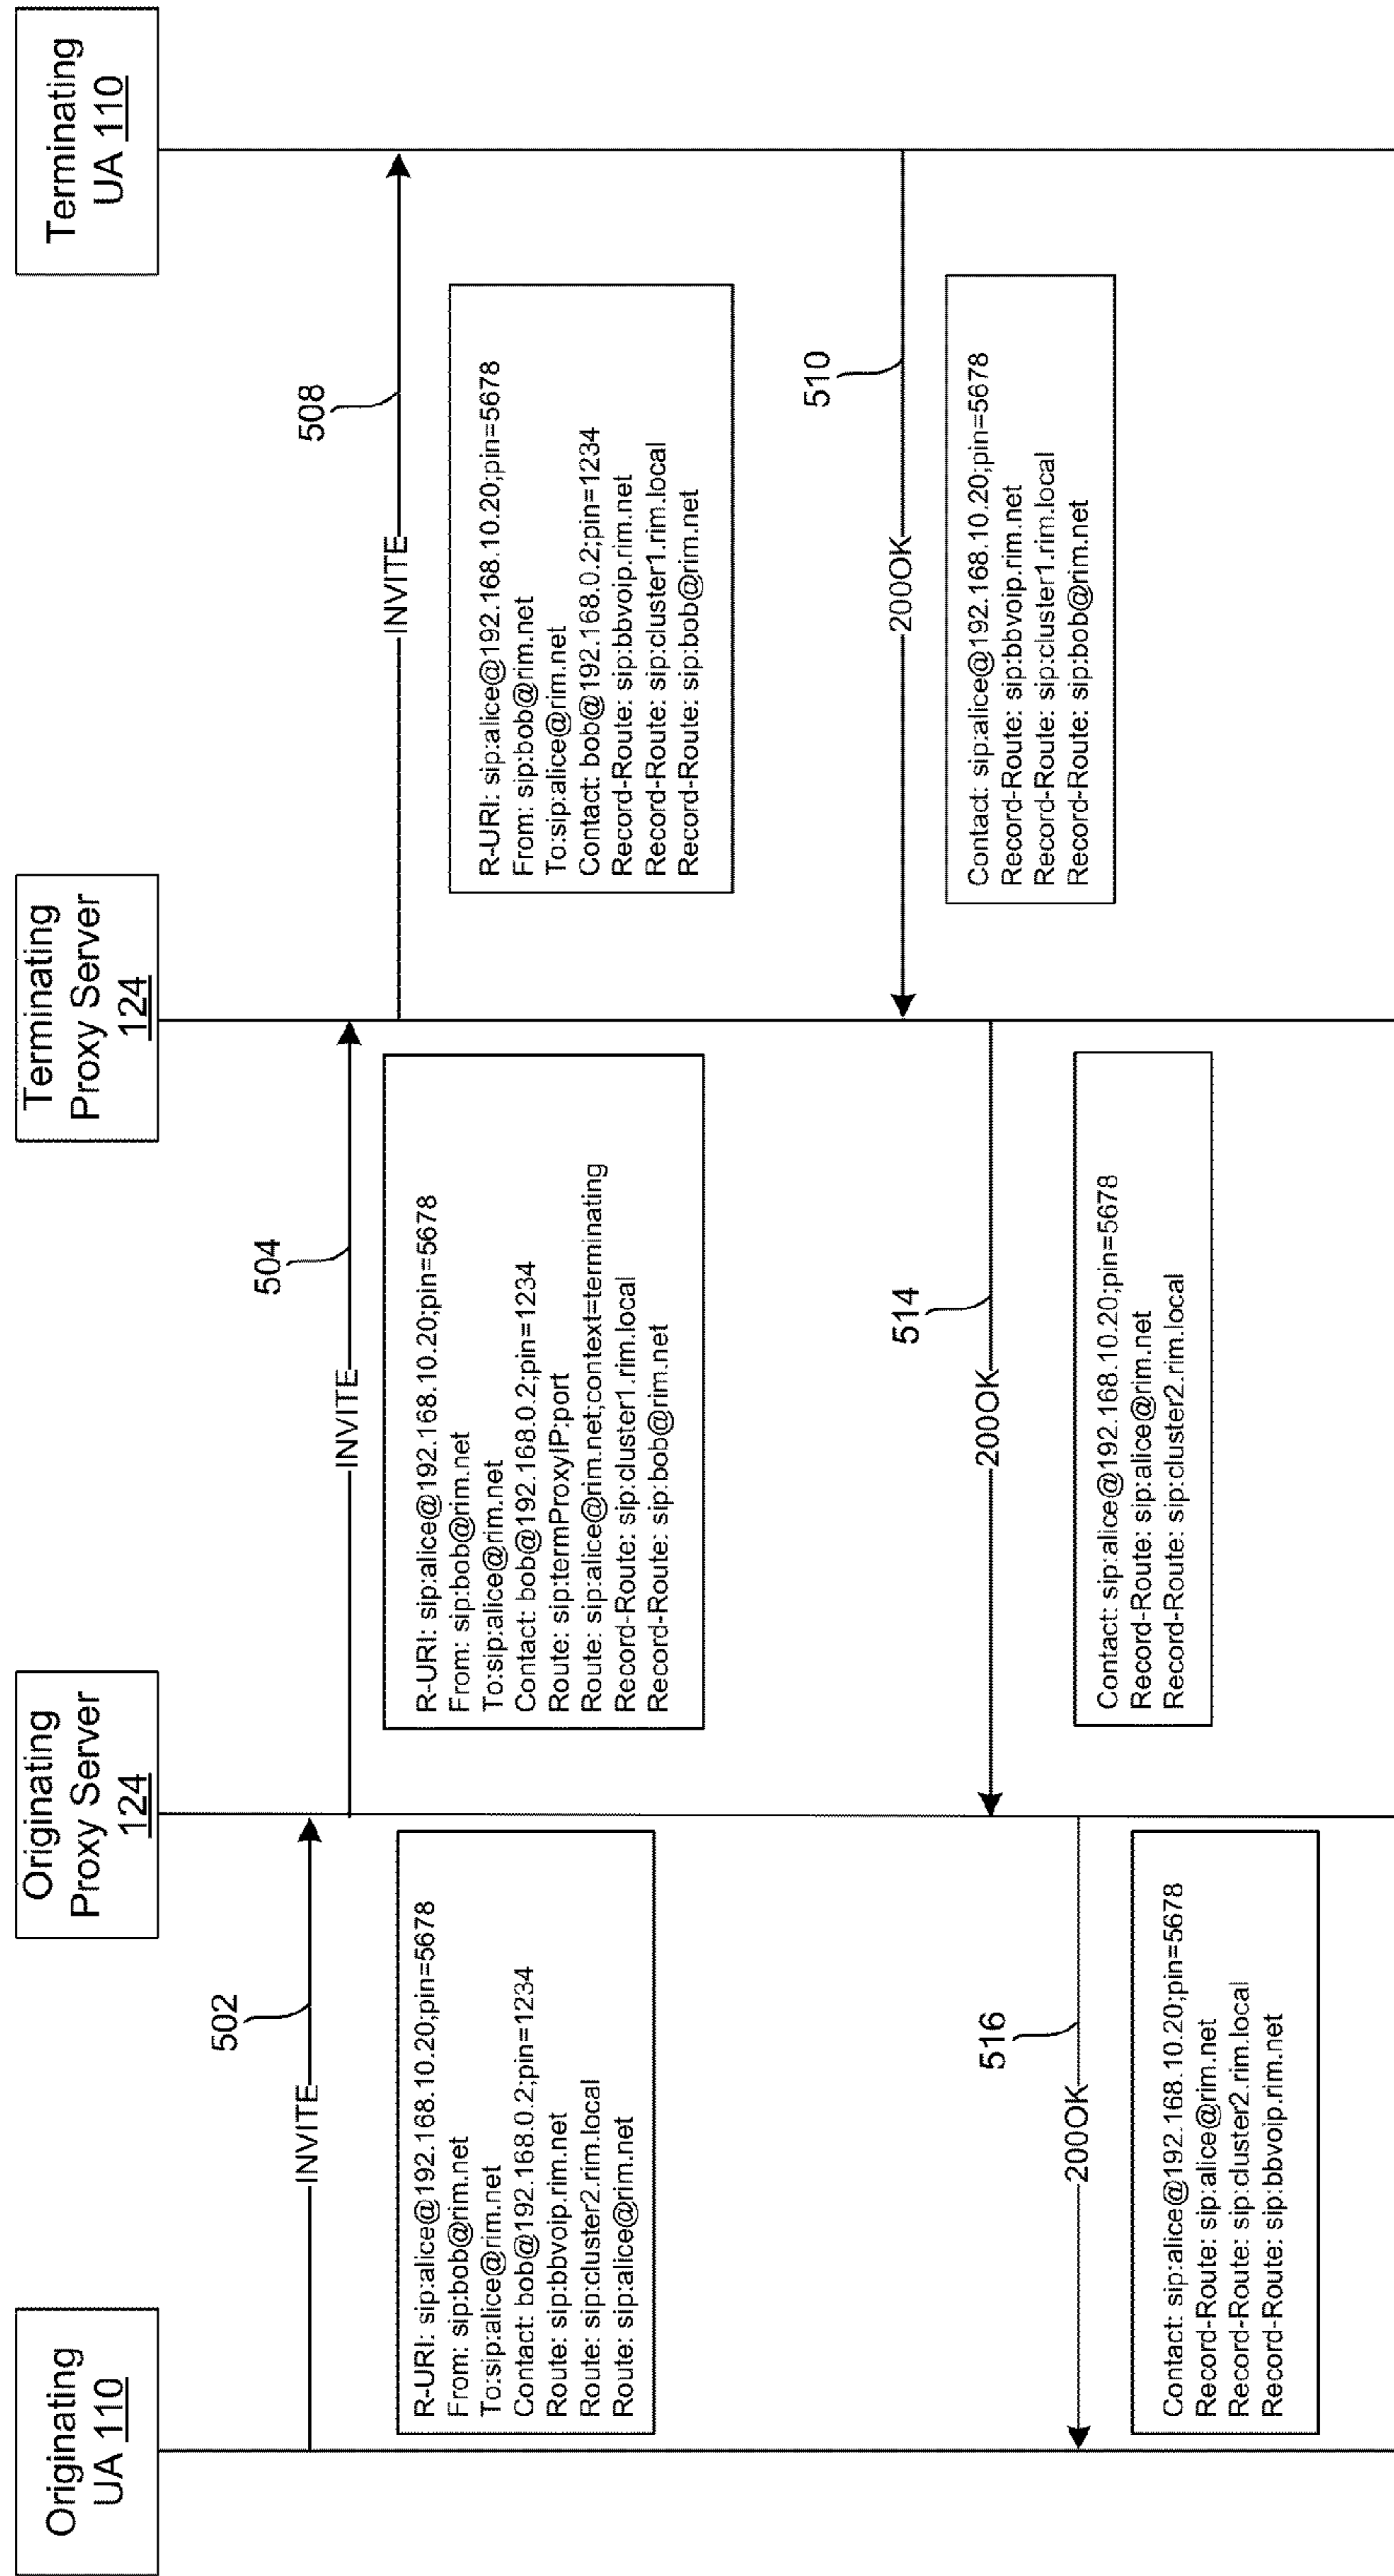 Originating
UA 110
Originating
Proxy Server
124
Terminating
Proxy Server
124
Terminating
UA 110
502
INVITE
R-URI: sip:alice@192.168.10.20;pin=5678
From: sip:bob@rim.net
To:sip:alice@rim.net
Contact: bob@192.168.0.2;pin=1234
Route: sip:bbvoip.rim.net
Route: sip:cluster2.rim.local
Route: sip:alice@rim.net
504
INVITE
R-URI: sip:alice@192.168.10.20;pin=5678
From: sip:bob@rim.net
To:sip:alice@rim.net
Contact: bob@192.168.0.2;pin=1234
Route: sip:termProxyIP:port
Route: sip:alice@rim.net;context=terminating
Record-Route: sip:cluster1.rim.local
Record-Route: sip:bob@rim.net
508
INVITE
R-URI: sip:alice@192.168.10.20;pin=5678
From: sip:bob@rim.net
To:sip:alice@rim.net
Contact: bob@192.168.0.2;pin=1234
Record-Route: sip:bbvoip.rim.net
Record-Route: sip:cluster1.rim.local
Record-Route: sip:bob@rim.net
510
200OK
Contact: sip:alice@192.168.10.20;pin=5678
Record-Route: sip:bbvoip.rim.net
Record-Route: sip:cluster1.rim.local
Record-Route: sip:bob@rim.net
514
200OK
Contact: sip:alice@192.168.10.20;pin=5678
Record-Route: sip:alice@rim.net
Record-Route: sip:cluster2.rim.local
516
200OK
Contact: sip:alice@192.168.10.20;pin=5678
Record-Route: sip:alice@rim.net
Record-Route: sip:cluster2.rim.local
Record-Route: sip:bbvoip.rim.net